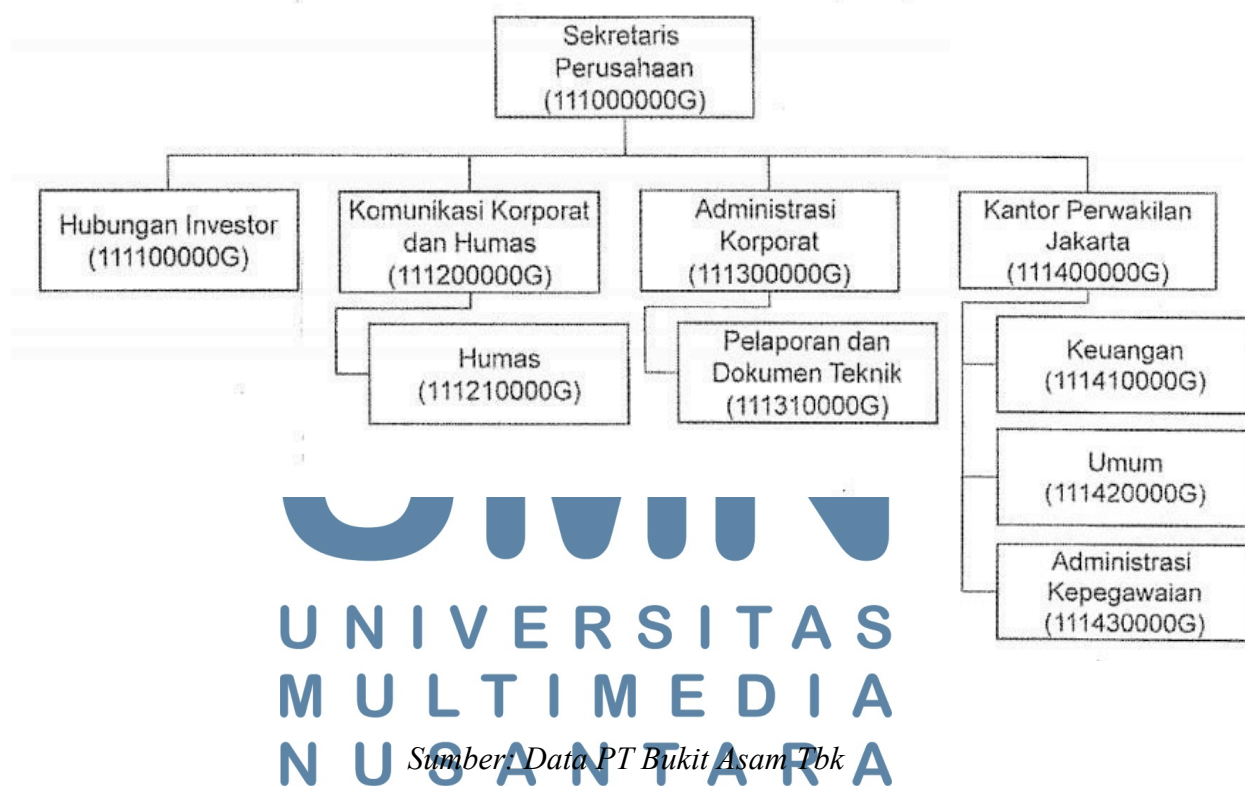 Sekretaris
Perusahaan
(111000000G)
Hubungan Investor
(111100000G)
Komunikasi Korporat
dan Humas
(111200000G)
Administrasi
Korporat
(111300000G)
Kantor Perwakilan
Jakarta
(111400000G)
Humas
(111210000G)
Pelaporan dan
Dokumen Teknik
(111310000G)
Keuangan
(111410000G)
Umum
(111420000G)
Administrasi
Kepegawaian
(111430000G)
UMN
UNIVERSITAS
MULTIMEDIA
NUSANTARA
Sumber: Data PT Bukit Asam Tbk